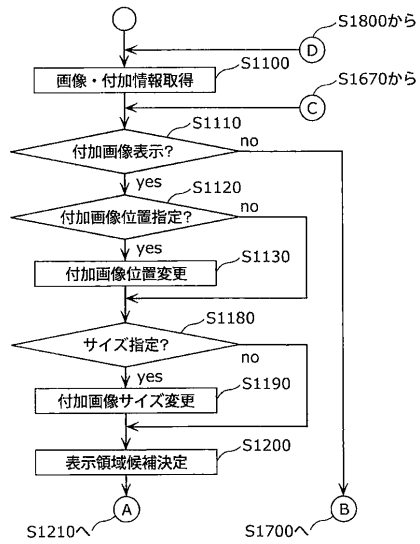 S1800から
D
S1100
画像・付加情報取得
S1670から
C
S1110
付加画像表示?
no
yes
S1120
付加画像位置指定?
no
yes
S1130
付加画像位置変更
S1180
サイズ指定?
no
yes
S1190
付加画像サイズ変更
S1200
表示領域候補決定
A
B
S1210へ
S1700へ